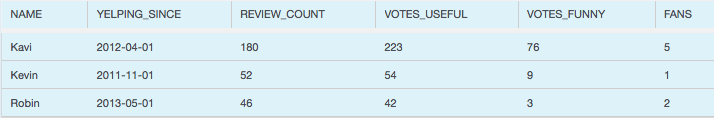 NAME YELPING_SINCE REVIEW_COUNT VOTES_USEFUL VOTES_FUNNY FANS
Kavi 2012-04-01 180 223 76 5
Kevin 2011-11-01 52 54 9 1
Robin 2013-05-01 46 42 3 2